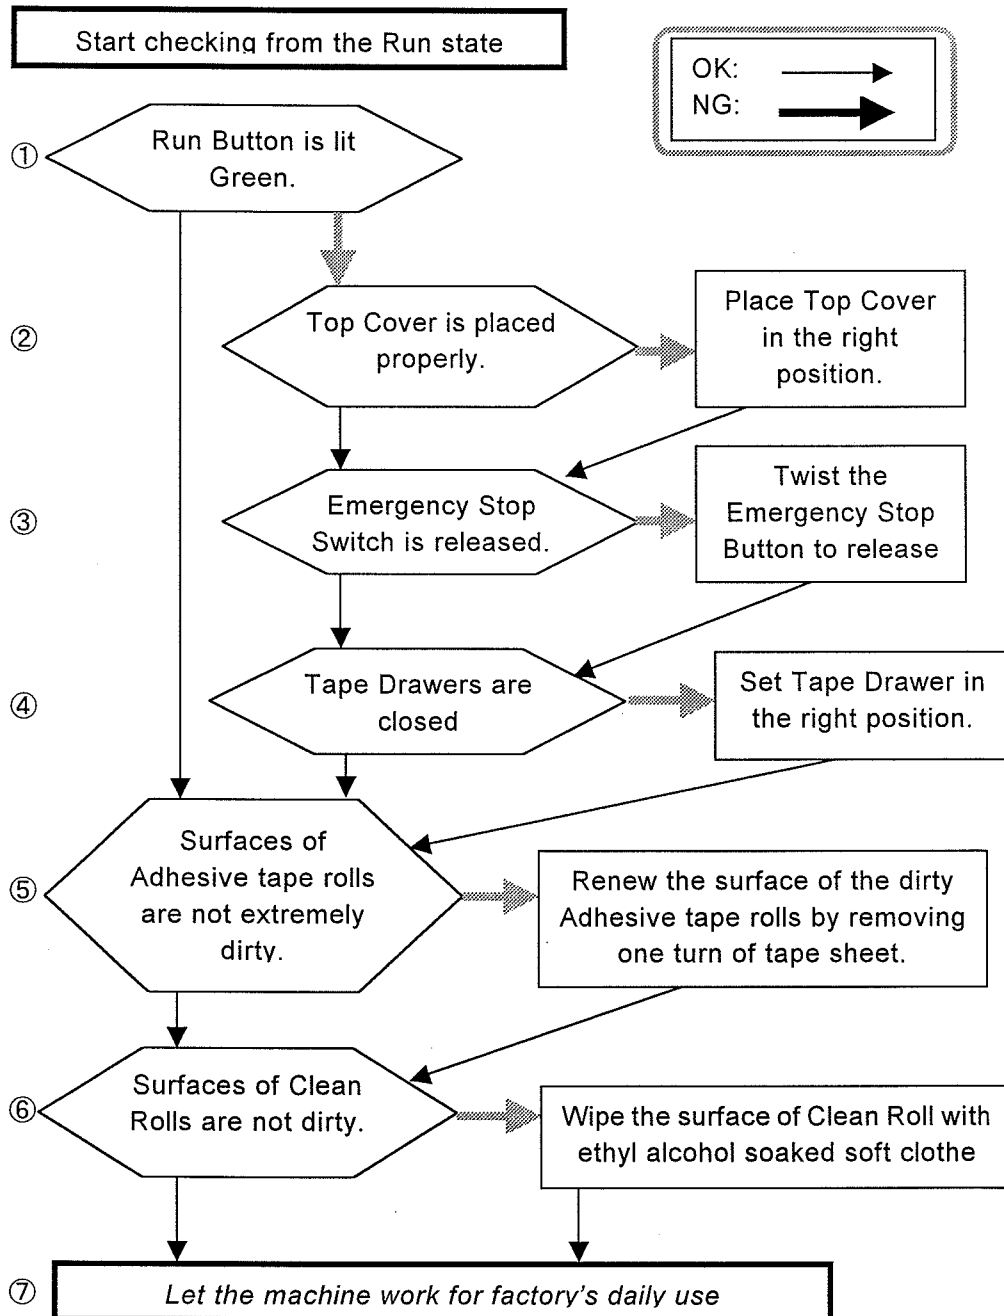 Start checking from the Run state
OK:
NG:
①
Run Button is lit
Green.
②
Top Cover is placed
properly.
Place Top Cover
in the right
position.
③
Emergency Stop
Switch is released.
Twist the
Emergency Stop
Button to release
④
Tape Drawers are
closed
Set Tape Drawer in
the right position.
⑤
Surfaces of
Adhesive tape rolls
are not extremely
dirty.
Renew the surface of the dirty
Adhesive tape rolls by removing
one turn of tape sheet.
⑥
Surfaces of Clean
Rolls are not dirty.
Wipe the surface of Clean Roll with
ethyl alcohol soaked soft clothe
⑦
Let the machine work for factory's daily use